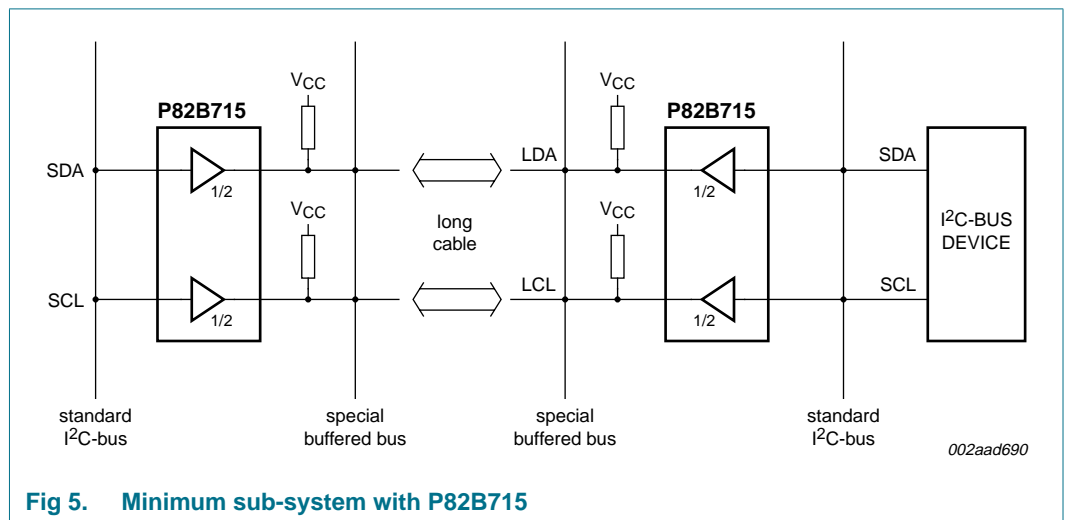 VCC
VCC
P82B715
P82B715
SDA
1/2
LDA
1/2
SDA
VCC
long
cable
VCC
I2C-BUS
DEVICE
SCL
1/2
LCL
1/2
SCL
standard
I2C-bus
special
buffered bus
special
buffered bus
standard
I2C-bus
002aad690
Fig 5. Minimum sub-system with P82B715